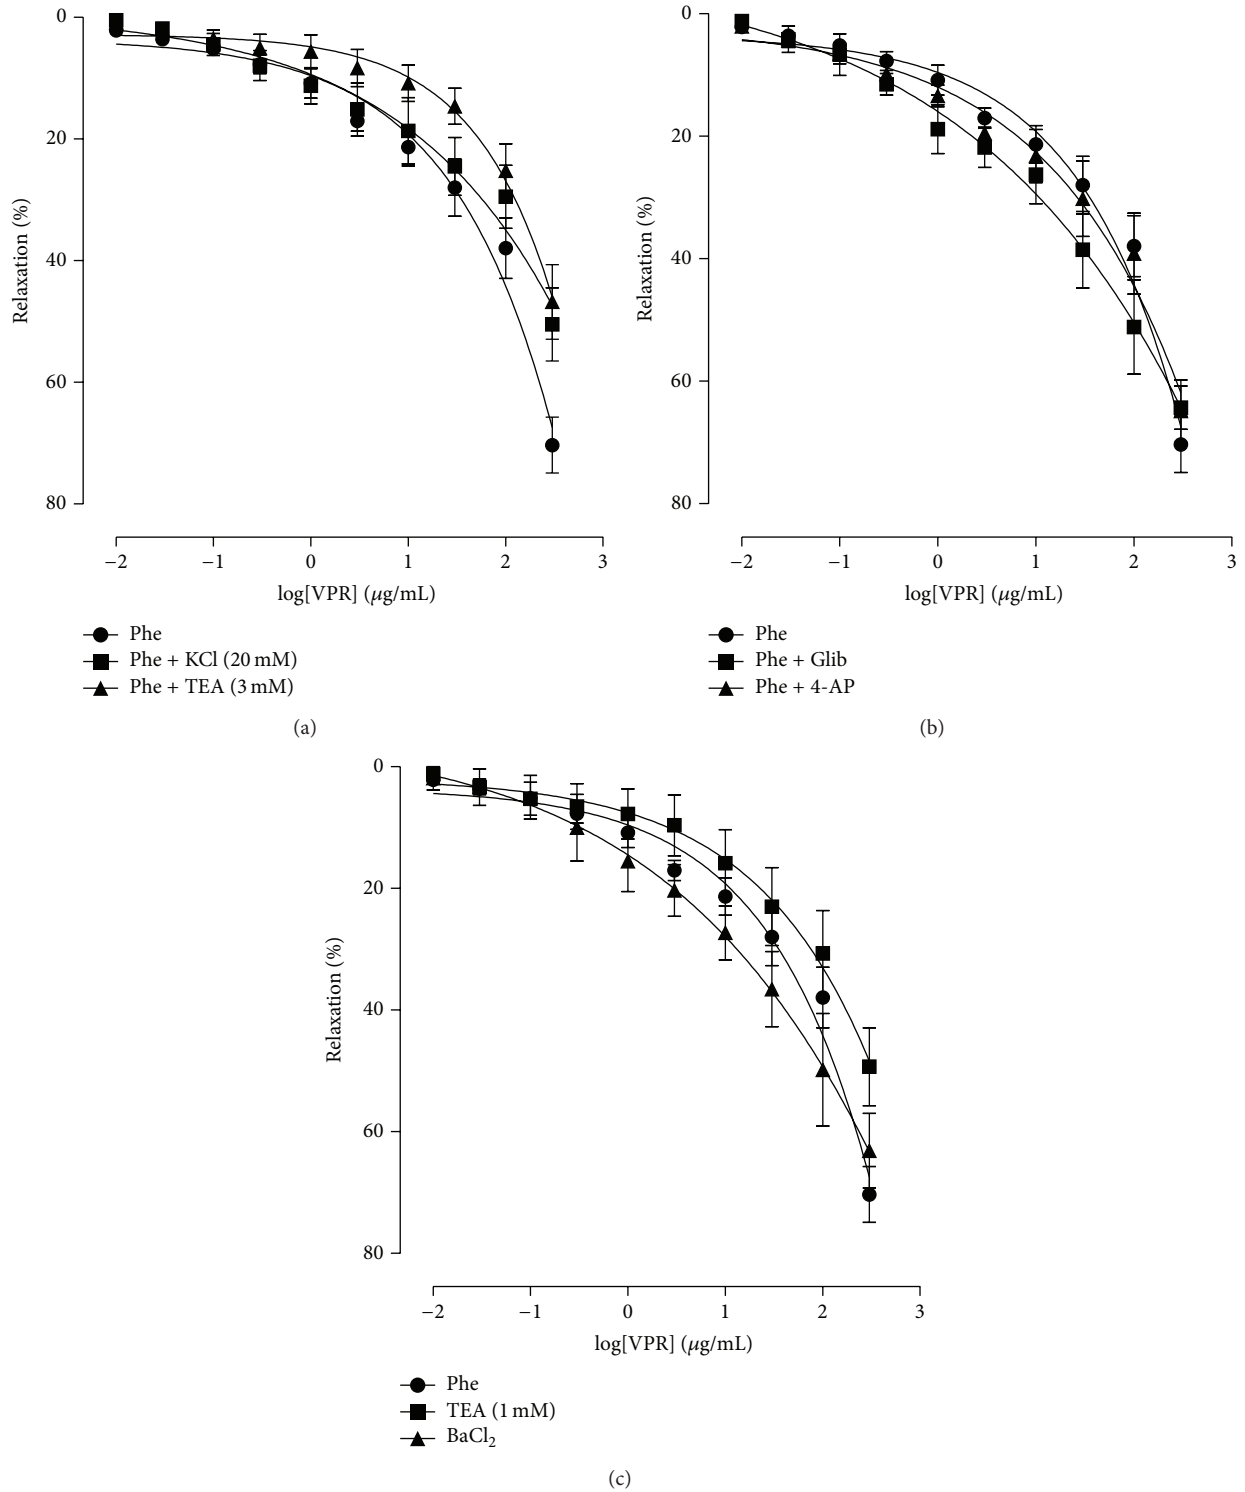 0
20
40
60
80
Relaxation (%)
−2
−1
0
1
2
3
log[VPR] (μg/mL)
Phe
Phe + KCl (20 mM)
Phe + TEA (3 mM)
(a)
0
20
40
60
80
Relaxation (%)
−2
−1
0
1
2
3
log[VPR] (μg/mL)
Phe
Phe + Glib
Phe + 4-AP
(b)
0
20
40
60
80
Relaxation (%)
−2
−1
0
1
2
3
log[VPR] (μg/mL)
Phe
TEA (1 mM)
BaCl₂
(c)